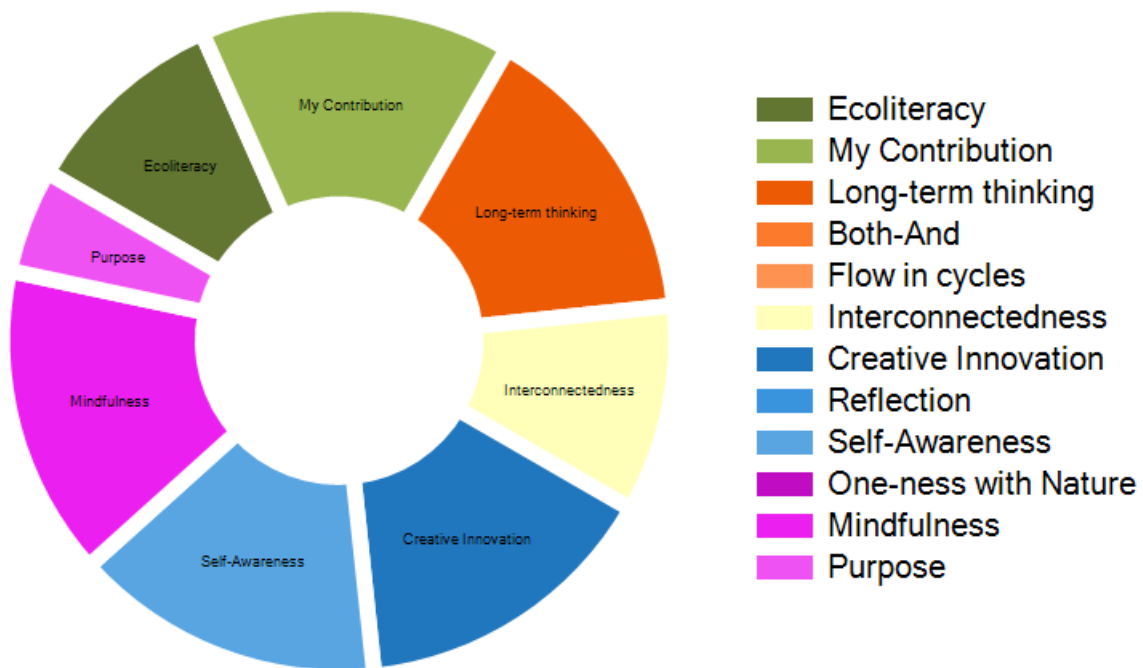 My Contribution
Ecoliteracy
Long-term thinking
Purpose
Interconnectedness
Mindfulness
Creative Innovation
Self-Awareness
Ecoliteracy
My Contribution
Long-term thinking
Both-And
Flow in cycles
Interconnectedness
Creative Innovation
Reflection
Self-Awareness
One-ness with Nature
Mindfulness
Purpose